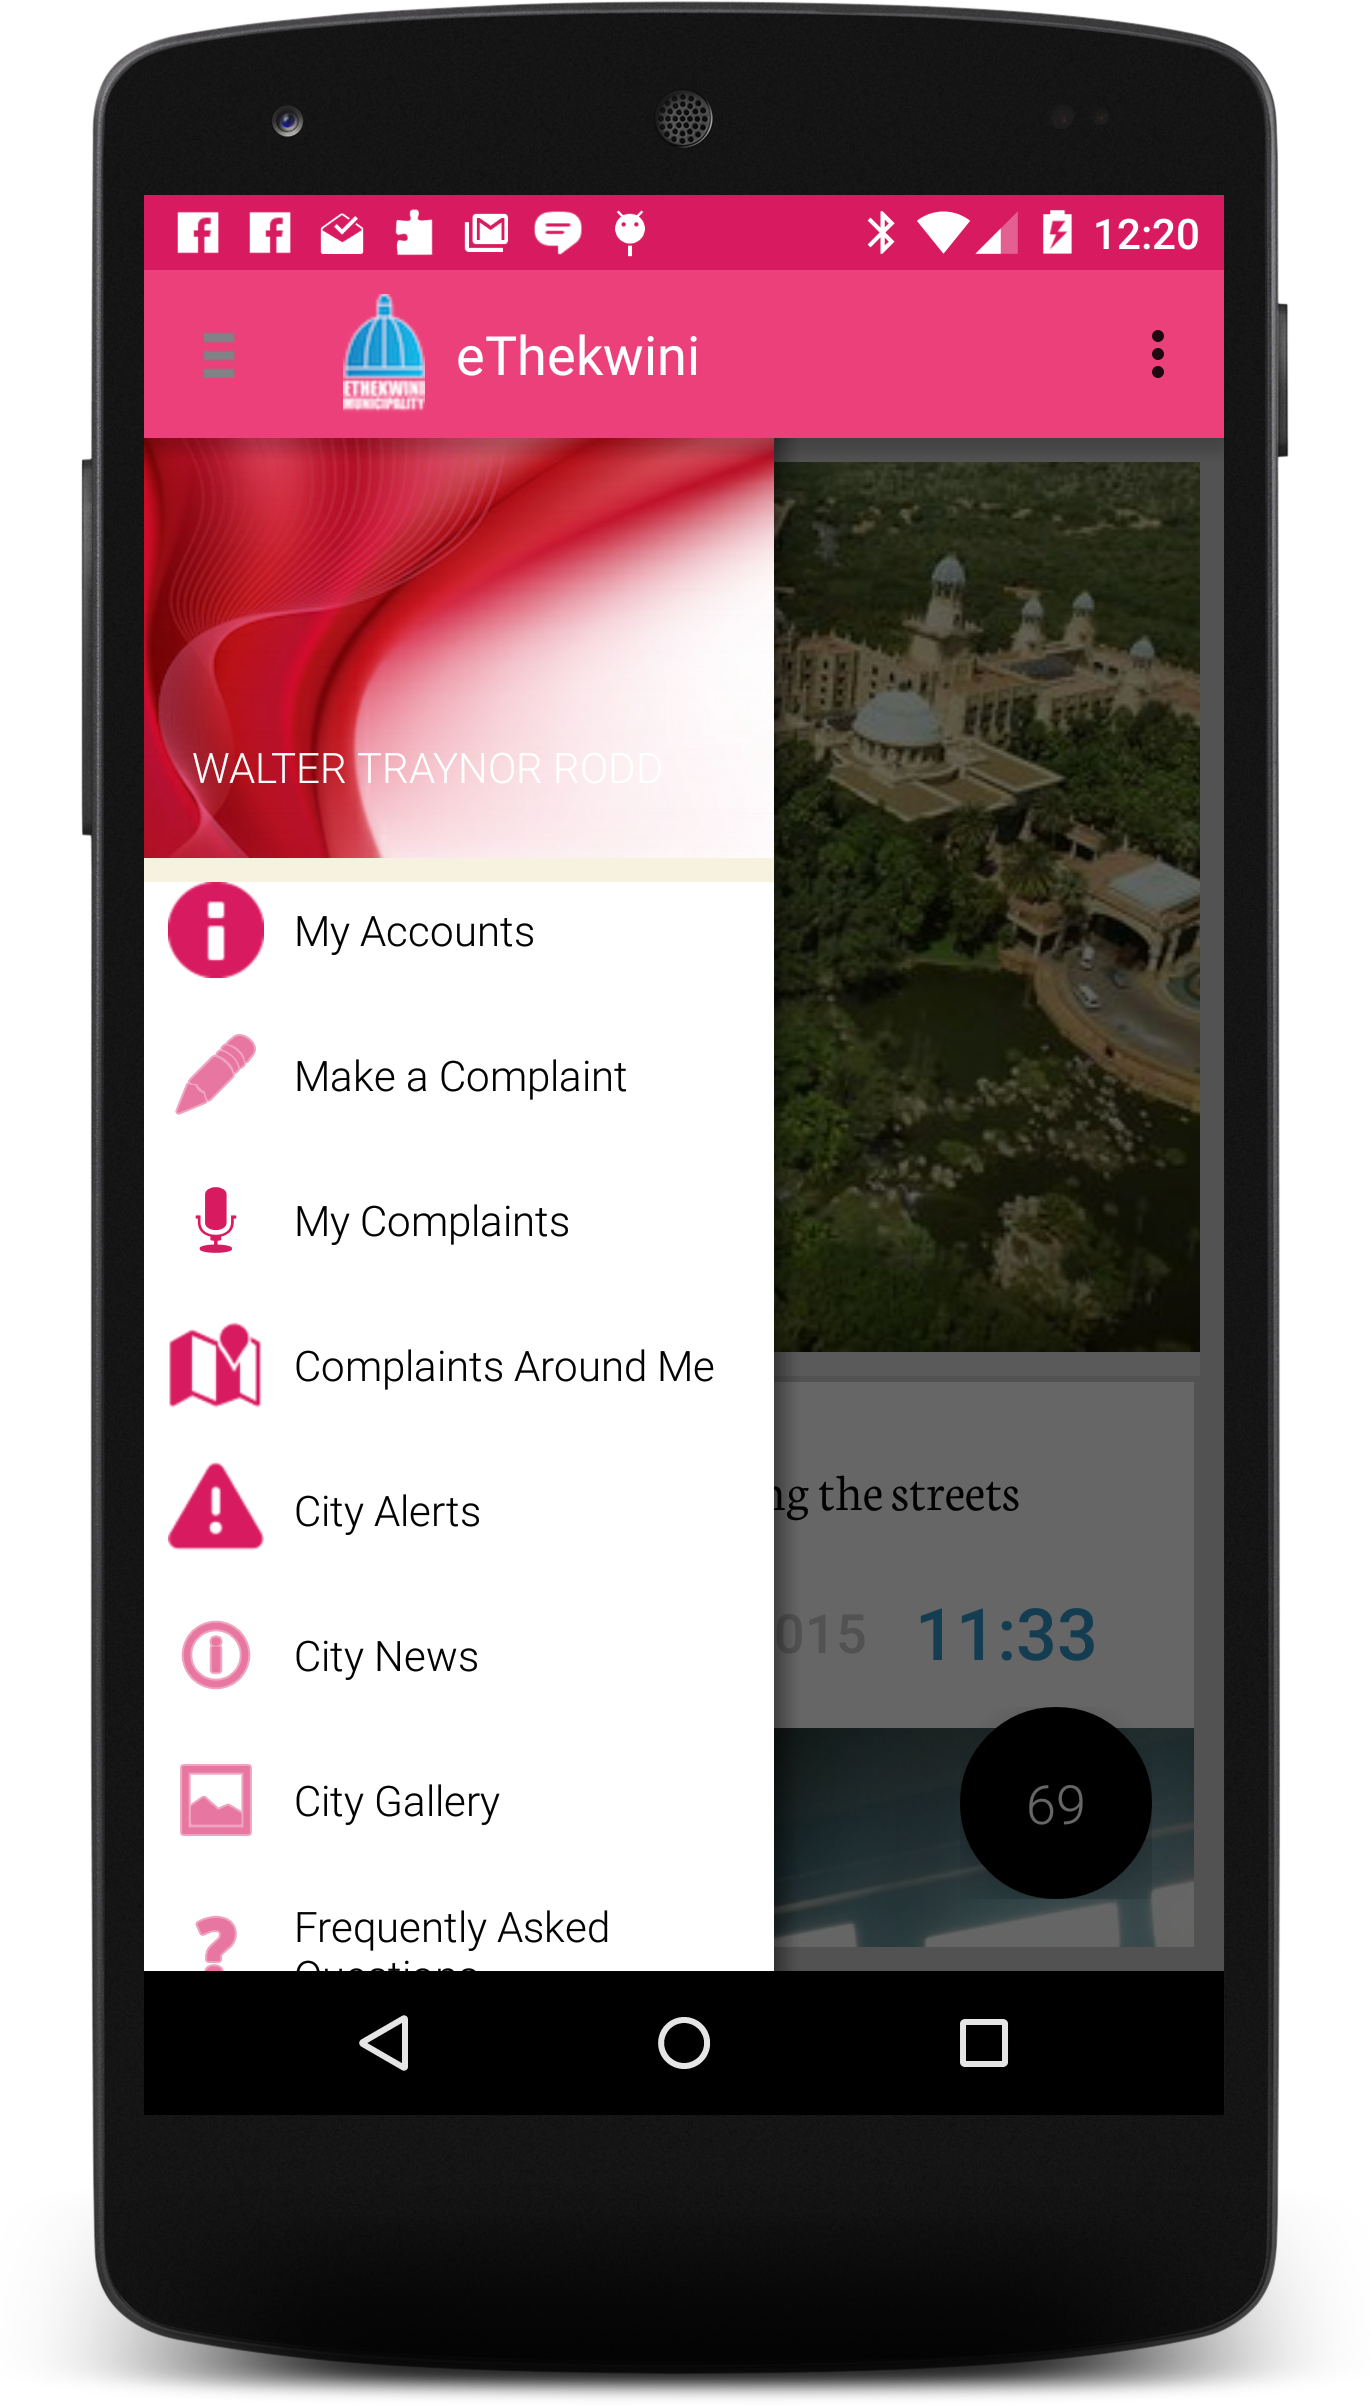 12:20
ETHEKWINI
MUNICIPALITY
eThekwini
WALTER TRAYNOR RODD
My Accounts
Make a Complaint
My Complaints
Complaints Around Me
City Alerts
City News
City Gallery
Frequently Asked
Questions
ng the streets
015 11:33
69